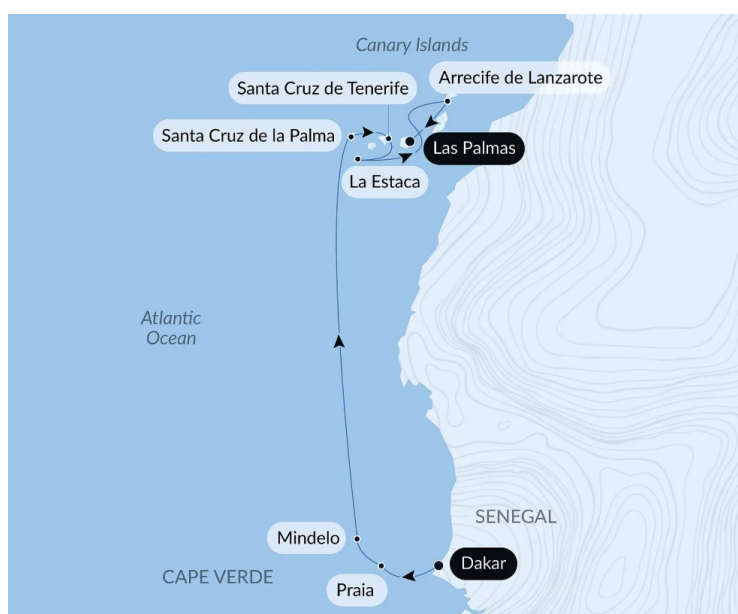 Canary Islands
Arrecife de Lanzarote
Santa Cruz de Tenerife
Santa Cruz de la Palma
Las Palmas
La Estaca
Atlantic
Ocean
SENEGAL
Mindelo
Dakar
CAPE VERDE
Praia